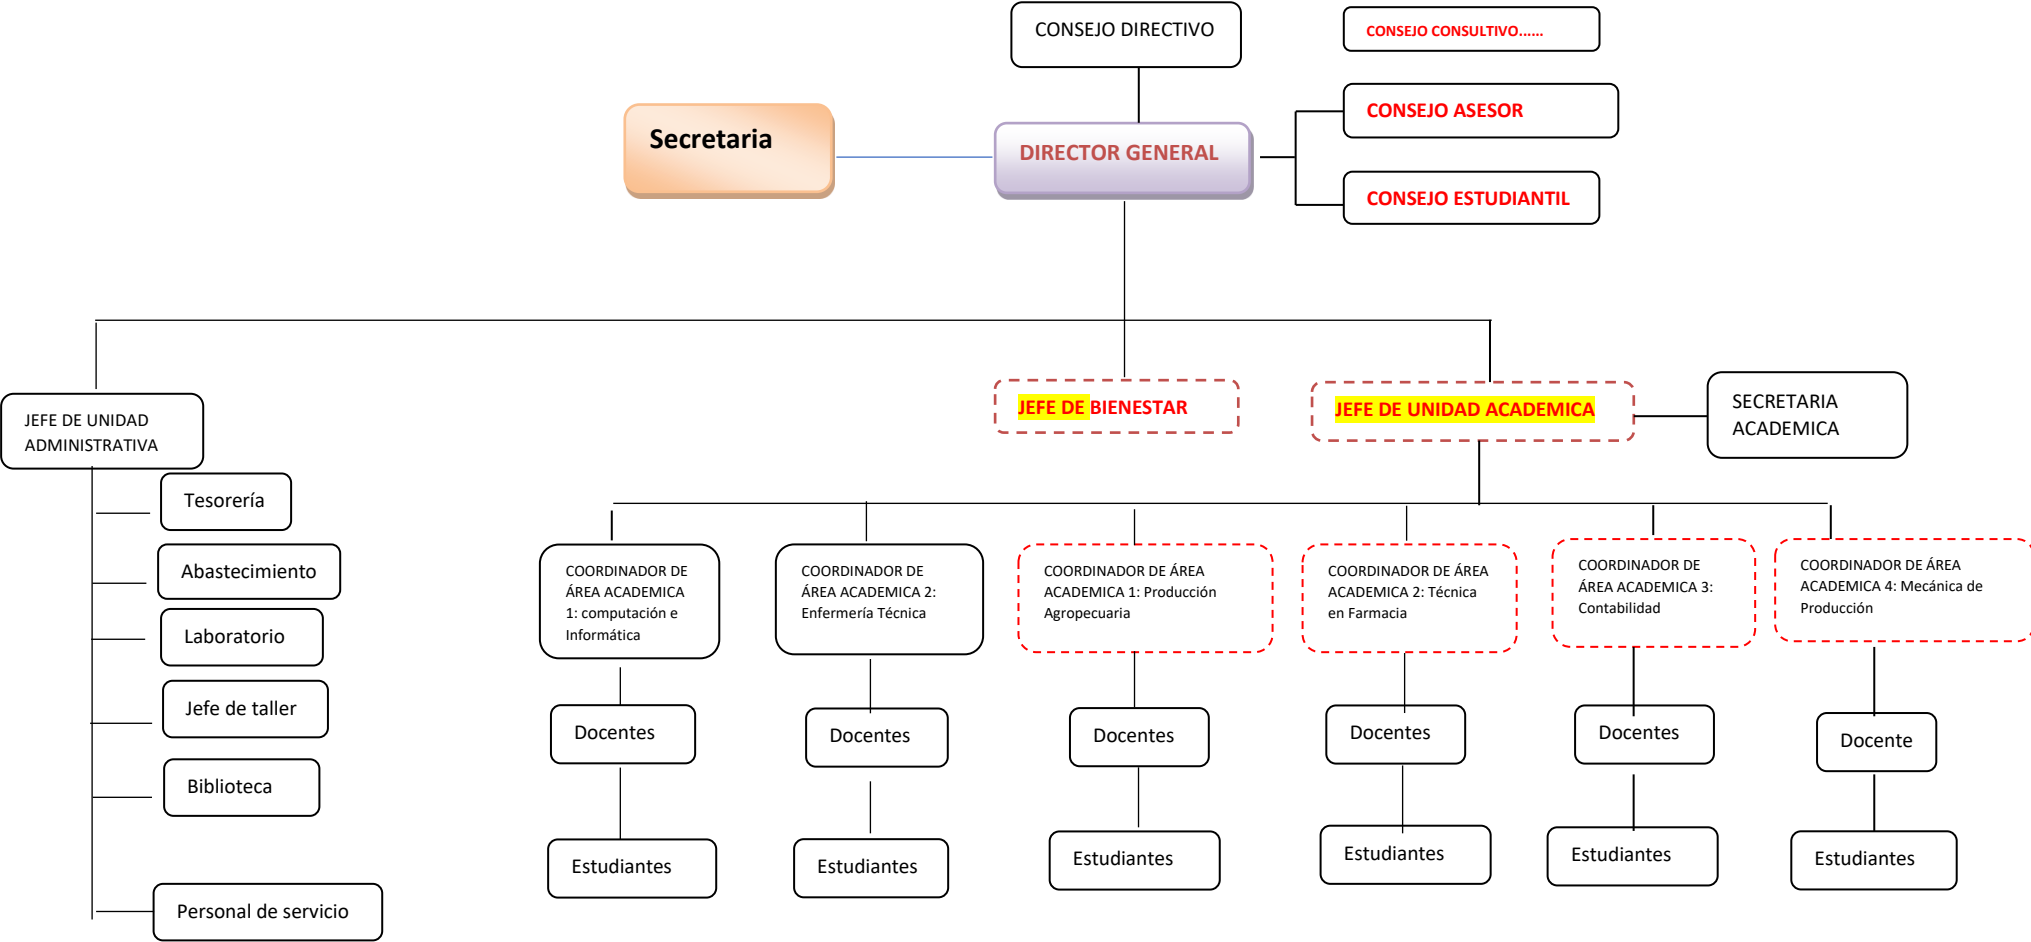 CONSEJO DIRECTIVO
CONSEJO CONSULTIVO......
CONSEJO ASESOR
Secretaria
DIRECTOR GENERAL
CONSEJO ESTUDIANTIL
JEFE DE UNIDAD
ADMINISTRATIVA
JEFE DE BIENESTAR
JEFE DE UNIDAD ACADEMICA
SECRETARIA
ACADEMICA
Tesorería
Abastecimiento
Laboratorio
Jefe de taller
Biblioteca
Personal de servicio
COORDINADOR DE
ÁREA ACADEMICA
1: computación e
Informática
COORDINADOR DE
ÁREA ACADEMICA 2:
Enfermería Técnica
COORDINADOR DE ÁREA
ACADEMICA 1: Producción
Agropecuaria
COORDINADOR DE ÁREA
ACADEMICA 2: Técnica
en Farmacia
COORDINADOR DE
ÁREA ACADEMICA 3:
Contabilidad
COORDINADOR DE ÁREA
ACADEMICA 4: Mecánica de
Producción
Docentes
Docentes
Docentes
Docentes
Docentes
Docente
Estudiantes
Estudiantes
Estudiantes
Estudiantes
Estudiantes
Estudiantes